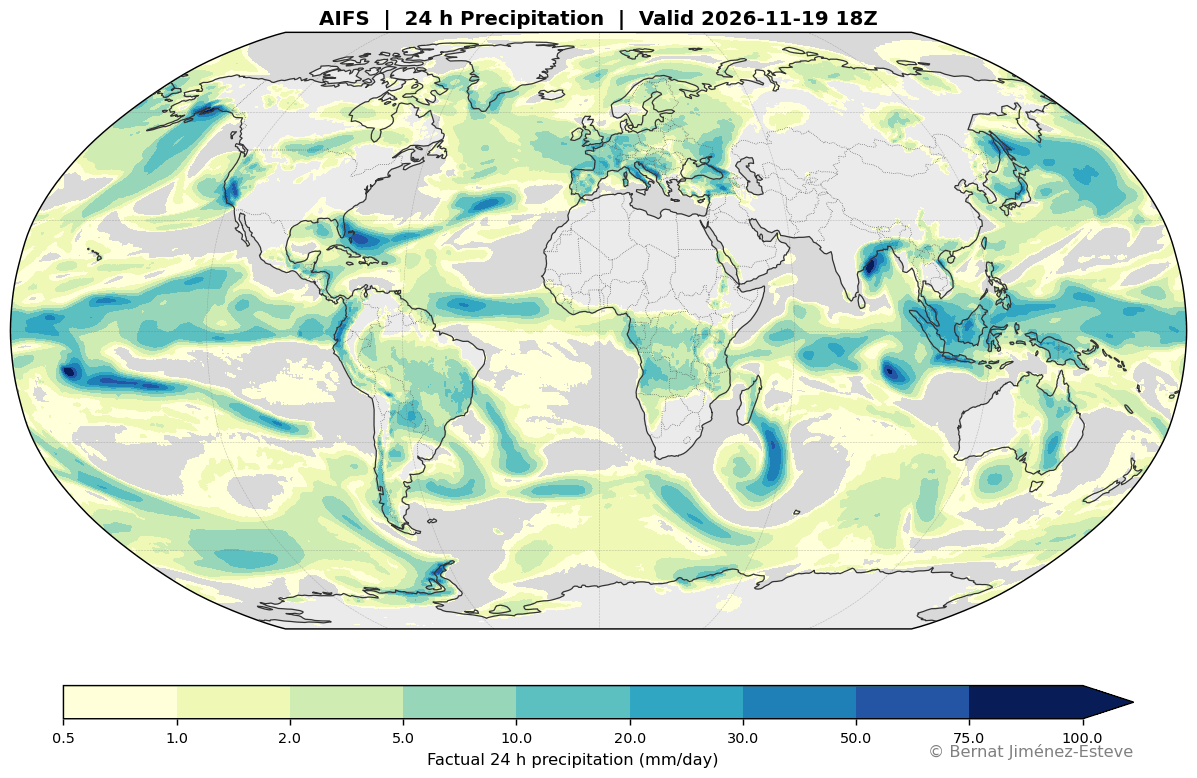 AIFS | 24 h Precipitation | Valid 2026-11-19 18Z
0.5 1.0 2.0 5.0 10.0 20.0 30.0 50.0 75.0 100.0
Factual 24 h precipitation (mm/day)
© Bernat Jiménez-Esteve